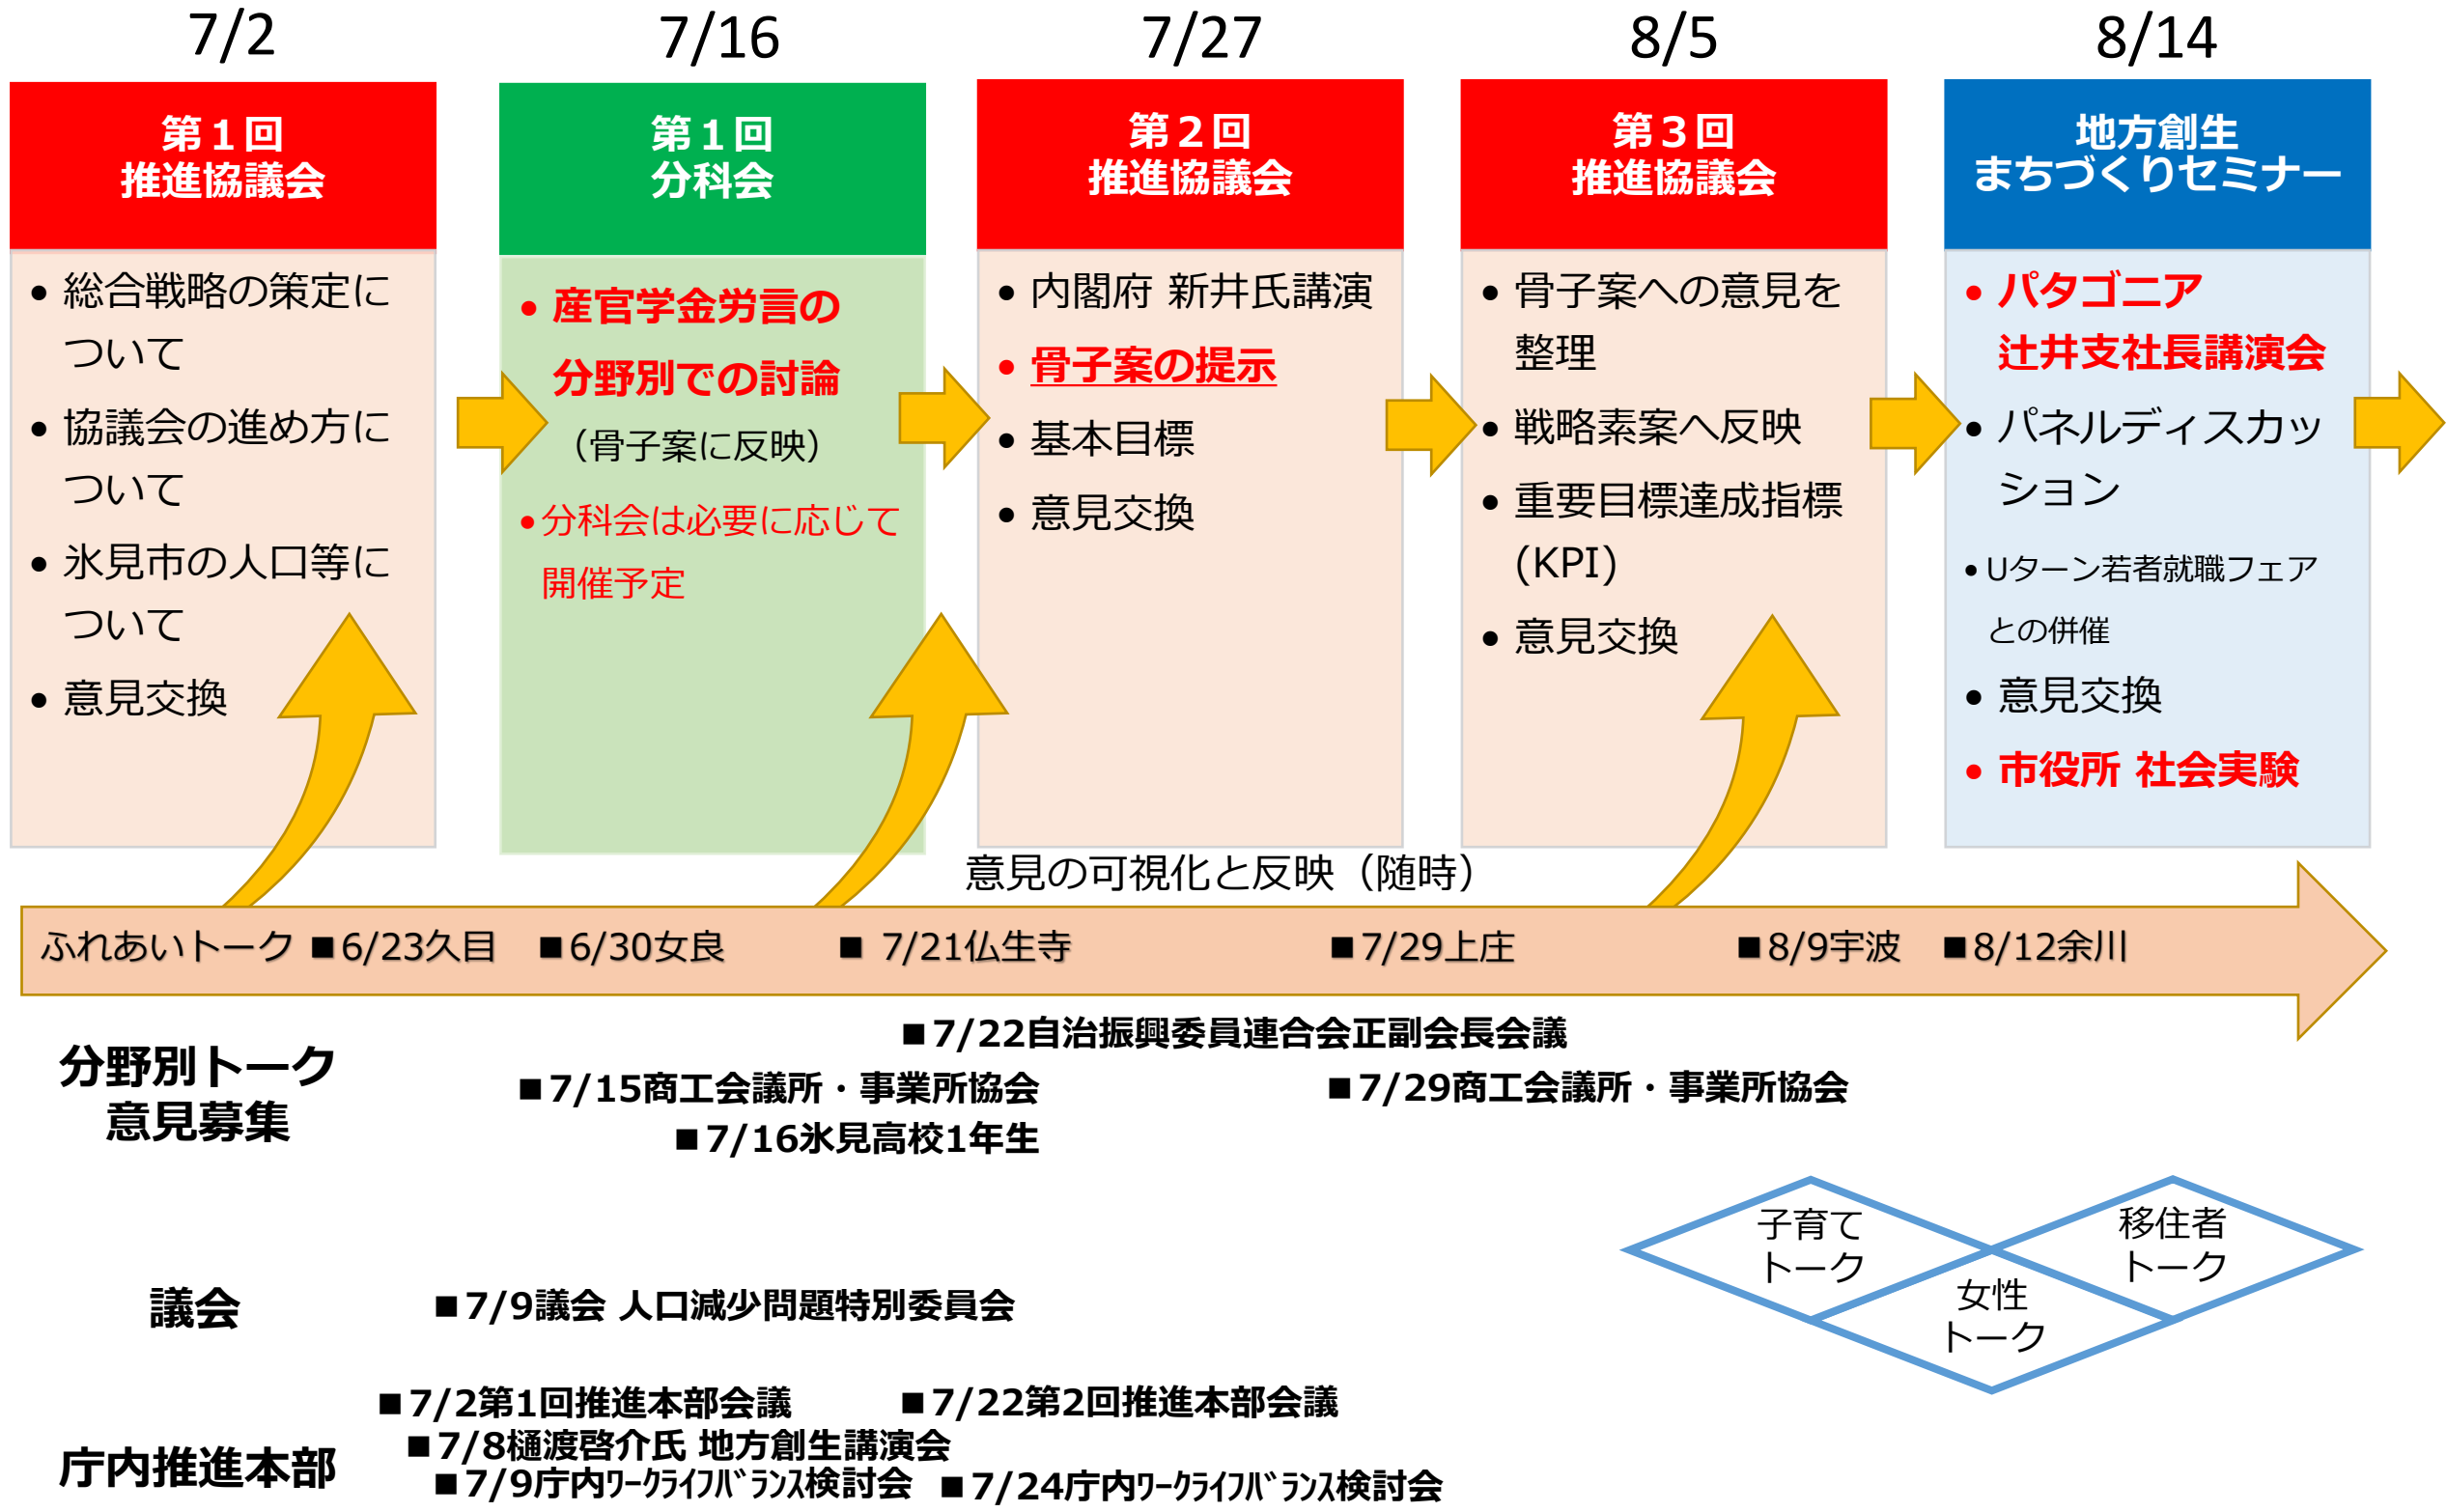 7/2
第１回
推進協議会
• 総合戦略の策定に
ついて
• 協議会の進め方に
ついて
• 氷見市の人口等に
ついて
• 意見交換
7/16
第１回
分科会
• 産官学金労言の
分野別での討論
（骨子案に反映）
• 分科会は必要に応じて
開催予定
7/27
第２回
推進協議会
• 内閣府 新井氏講演
• 骨子案の提示
• 基本目標
• 意見交換
8/5
第３回
推進協議会
• 骨子案への意見を
整理
• 戦略素案へ反映
• 重要目標達成指標
(KPI)
• 意見交換
8/14
地方創生
まちづくりセミナー
• パタゴニア
辻井支社長講演会
• パネルディスカッ
ション
• Uターン若者就職フェア
との併催
• 意見交換
• 市役所 社会実験
意見の可視化と反映（随時）
ふれあいトーク ■6/23久目 ■6/30女良 ■ 7/21仏生寺 ■7/29上庄 ■8/9宇波 ■8/12余川
分野別トーク
意見募集
■7/22自治振興委員連合会正副会長会議
■7/15商工会議所・事業所協会 ■7/29商工会議所・事業所協会
■7/16氷見高校1年生
子育て
トーク
移住者
トーク
女性
トーク
議会
■7/9議会 人口減少問題特別委員会
庁内推進本部
■7/2第1回推進本部会議 ■7/22第2回推進本部会議
■7/8樋渡啓介氏 地方創生講演会
■7/9庁内ﾜｰｸﾗｲﾌﾊﾞﾗﾝｽ検討会 ■7/24庁内ﾜｰｸﾗｲﾌﾊﾞﾗﾝｽ検討会